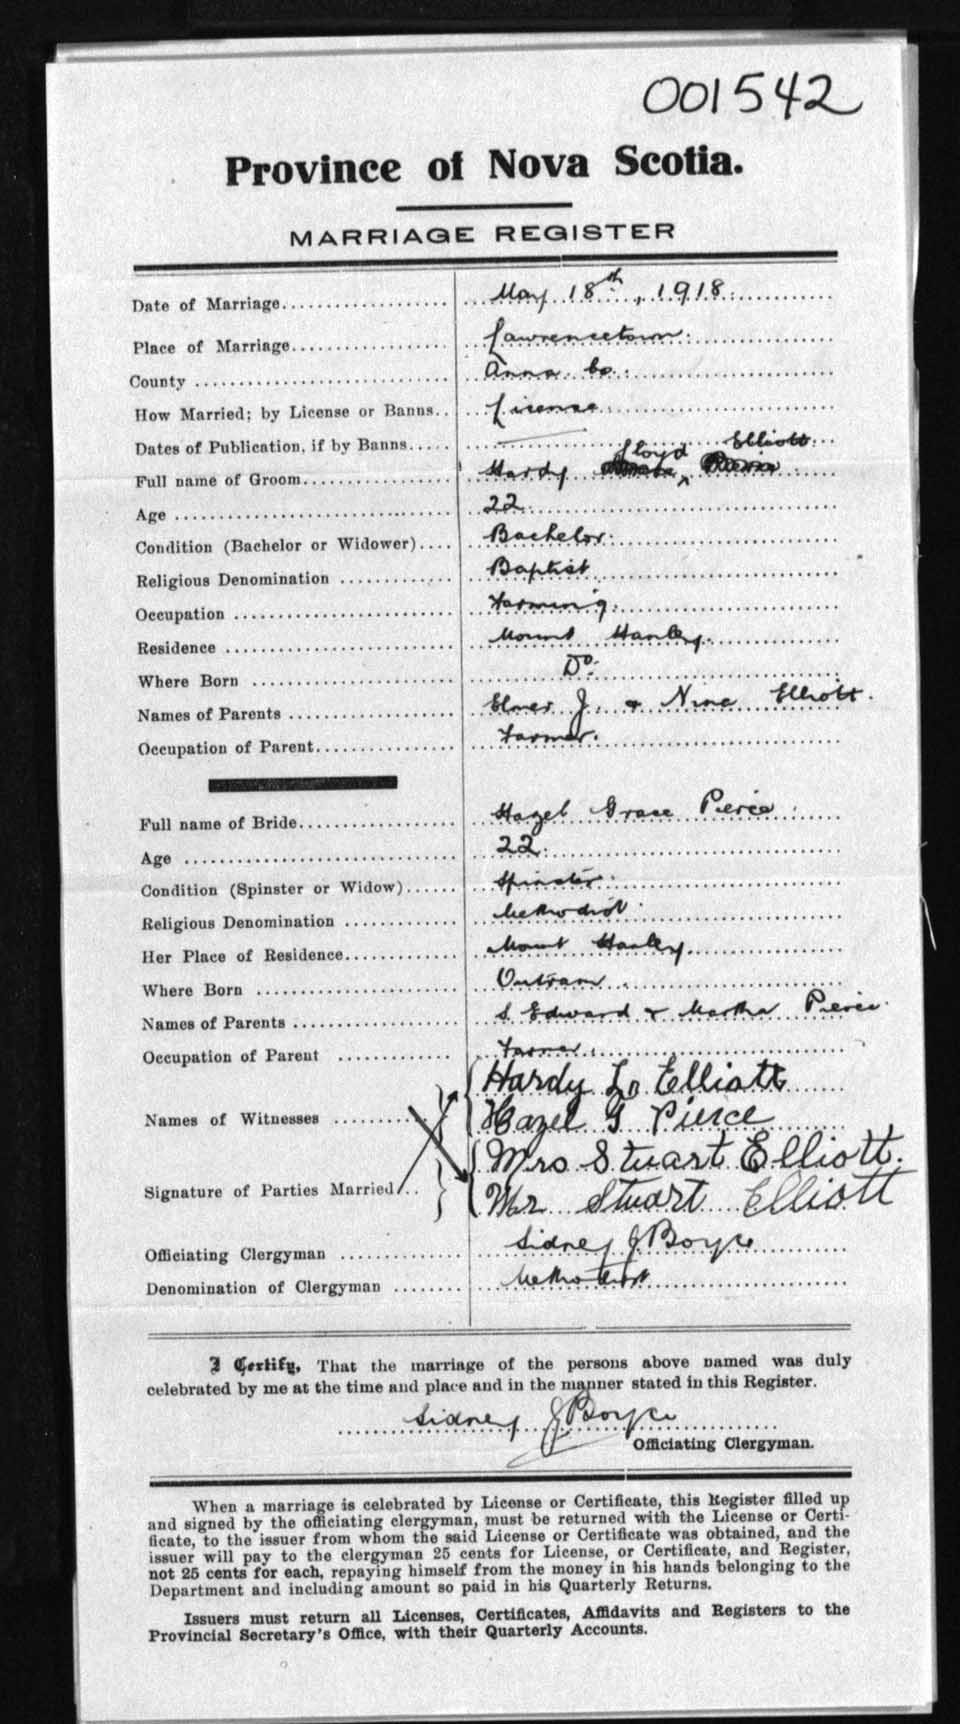 001542
Province of Nova Scotia.
MARRIAGE REGISTER
Date of Marriage.................... May 18th, 1918.
Place of Marriage................... Lawrencetown.
County ............................. Anna Co.
How Married; by License or Banns.. License.
Dates of Publication, if by Banns.....
Lloyd Elliott
Full name of Groom.................. Hardy
Age ................................ 22.
Condition (Bachelor or Widower).... Bachelor.
Religious Denomination ............. Baptist.
Occupation ......................... Farming.
Residence .......................... Mount Hanley.
Where Born ......................... Do.
Names of Parents ................... Elmer J. & Nina Elliott.
Occupation of Parent................ Farmer.
Full name of Bride.................. Hazel Grace Pierce.
Age ................................ 22.
Condition (Spinster or Widow)...... Spinster.
Religious Denomination ............. Methodist.
Her Place of Residence............. Mount Hanley.
Where Born ......................... Outram.
Names of Parents ................... S. Edward & Martha Pierce.
Occupation of Parent ............... Farmer.
Hardy L. Elliott
Names of Witnesses ........... Hazel G Pierce
Mrs Stuart Elliott.
Signature of Parties Married... Mr. Stuart Elliott
Officiating Clergyman .............. Sidney J Boyce
Denomination of Clergyman ......... Methodist
I Certify, That the marriage of the persons above named was duly
celebrated by me at the time and place and in the manner stated in this Register.
Sidney J Boyce
Officiating Clergyman.
When a marriage is celebrated by License or Certificate, this Register filled up
and signed by the officiating clergyman, must be returned with the License or Certi-
ficate, to the issuer from whom the said License or Certificate was obtained, and the
issuer will pay to the clergyman 25 cents for License, or Certificate, and Register,
not 25 cents for each, repaying himself from the money in his hands belonging to the
Department and including amount so paid in his Quarterly Returns.
Issuers must return all Licenses, Certificates, Affidavits and Registers to the
Provincial Secretary's Office, with their Quarterly Accounts.